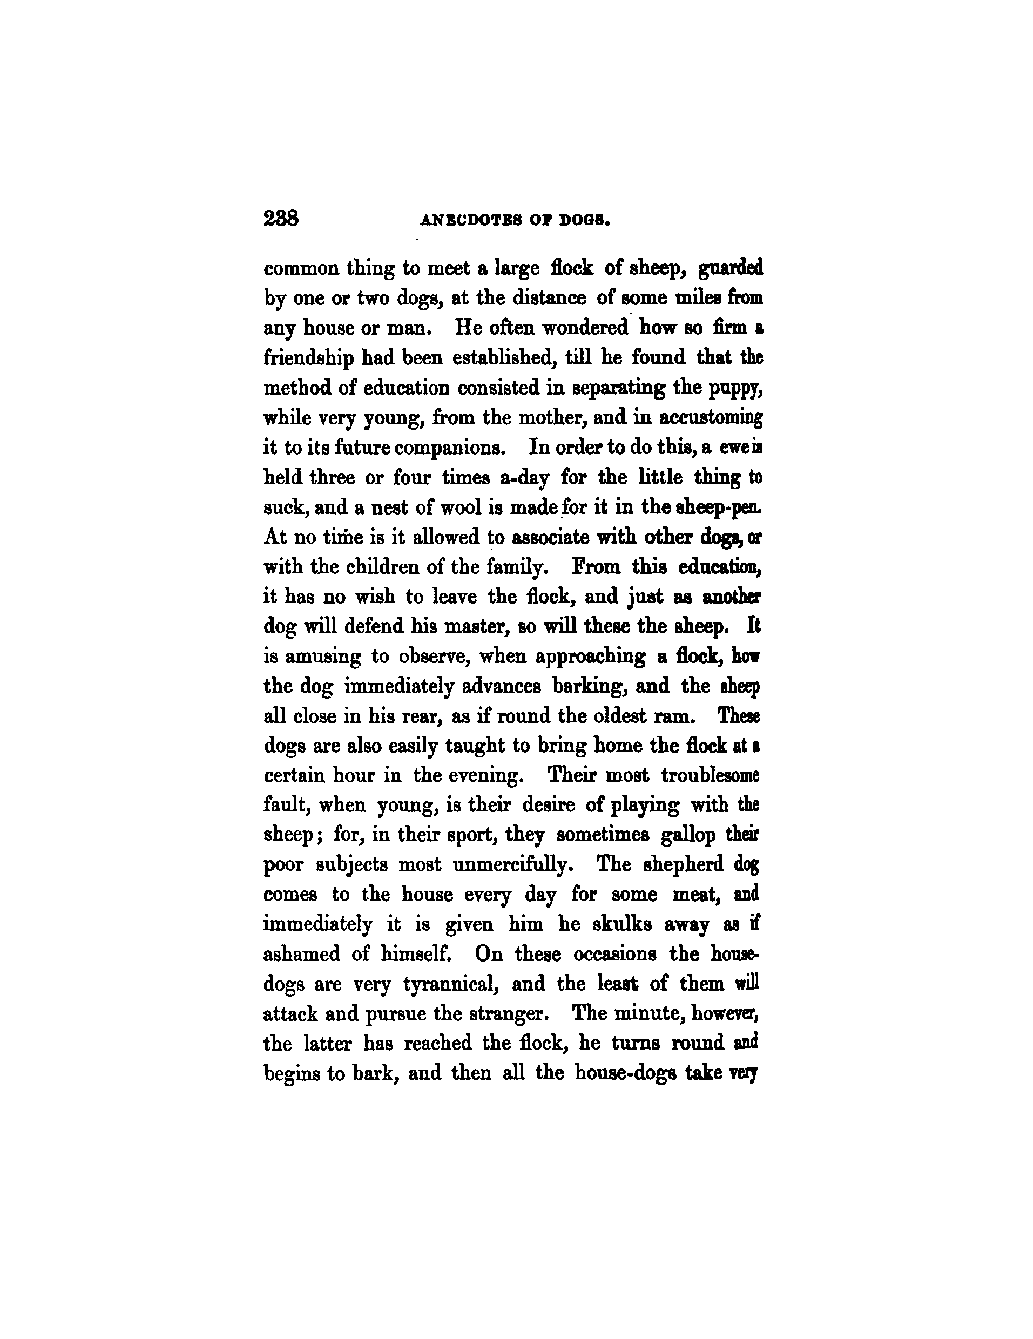 238 ANECDOTES OF DOGS.
common thing to meet a large flock of sheep, guarded
by one or two dogs, at the distance of some miles from
any house or man. He often wondered how so firm a
friendship had been established, till he found that the
method of education consisted in separating the puppy,
while very young, from the mother, and in accustoming
it to its future companions. In order to do this, a ewe is
held three or four times a-day for the little thing to
suck, and a nest of wool is made for it in the sheep-pen.
At no time is it allowed to associate with other dogs, or
with the children of the family. From this education,
it has no wish to leave the flock, and just as another
dog will defend his master, so will these the sheep. It
is amusing to observe, when approaching a flock, how
the dog immediately advances barking, and the sheep
all close in his rear, as if round the oldest ram. These
dogs are also easily taught to bring home the flock at a
certain hour in the evening. Their most troublesome
fault, when young, is their desire of playing with the
sheep; for, in their sport, they sometimes gallop their
poor subjects most unmercifully. The shepherd dog
comes to the house every day for some meat, and
immediately it is given him he skulks away as if
ashamed of himself. On these occasions the house-
dogs are very tyrannical, and the least of them will
attack and pursue the stranger. The minute, however,
the latter has reached the flock, he turns round and
begins to bark, and then all the house-dogs take very